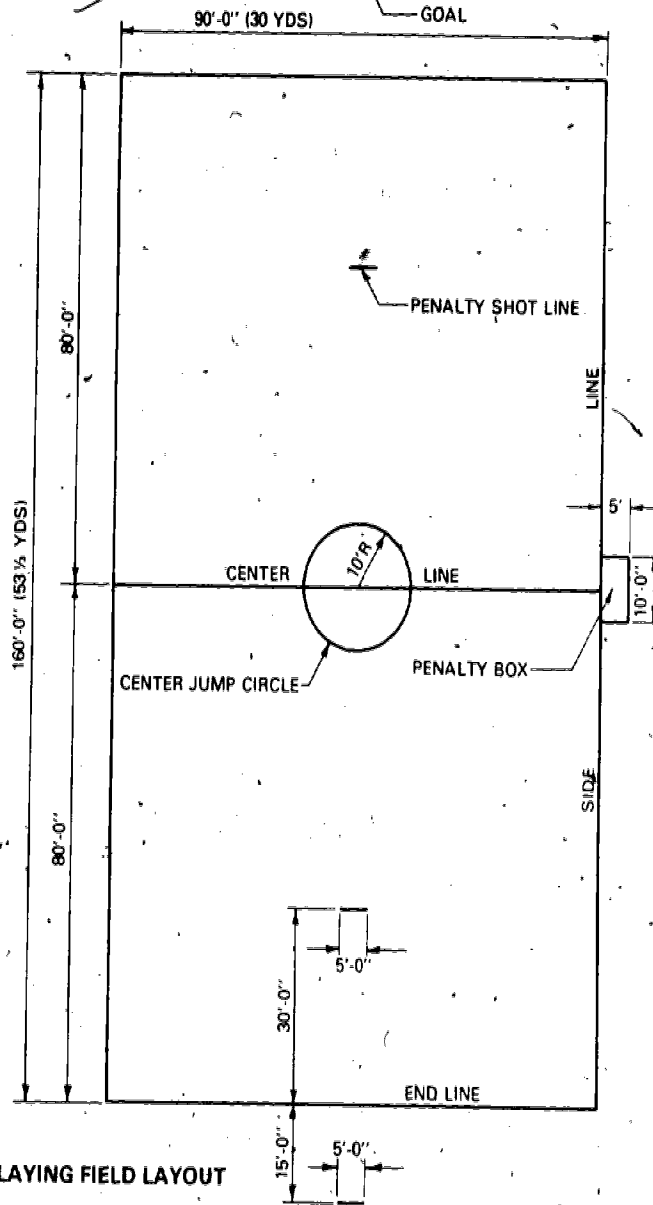 GOAL
90'-0" (30 YDS)
80'-0"
PENALTY SHOT LINE
LINE
160'-0" (53⅓ YDS)
5'
10'R
CENTER LINE
10'-0"
CENTER JUMP CIRCLE
PENALTY BOX
SIDE
80'-0"
5'-0"
30'-0"
END LINE
15'-0"
5'-0"
LAYING FIELD LAYOUT